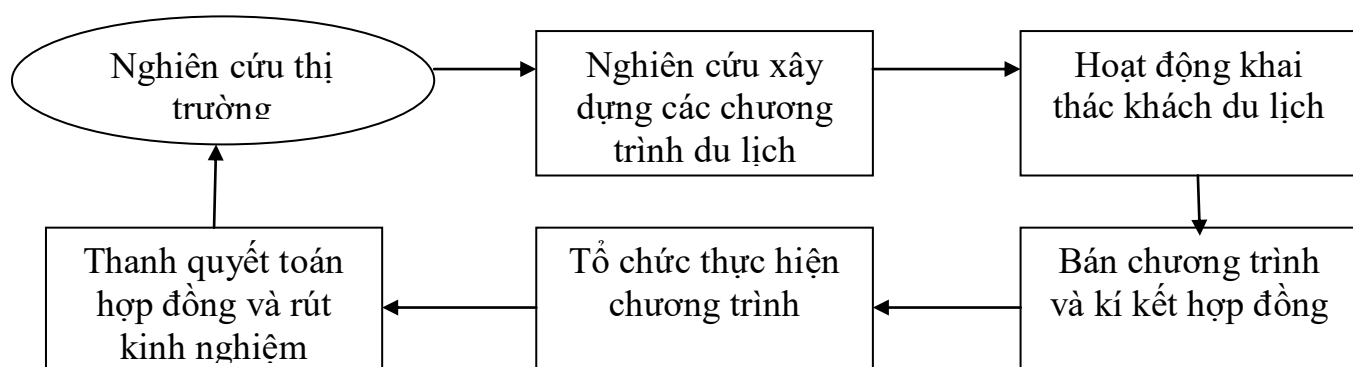 Nghiên cứu thị
trường
Nghiên cứu xây
dựng các chương
trình du lịch
Hoạt động khai
thác khách du lịch
Bán chương trình
và kí kết hợp đồng
Tổ chức thực hiện
chương trình
Thanh quyết toán
hợp đồng và rút
kinh nghiệm